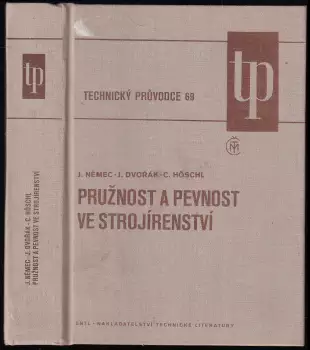 tp
J. NĚMEC-J. DVOŘÁK-C. HÖSCHL
PRUŽNOST A PEVNOST VE STROJÍRENSTVÍ
tp
TECHNICKÝ PRŮVODCE 69
J. NĚMEC-J. DVOŘÁK-C. HÖSCHL
PRUŽNOST A PEVNOST
VE STROJÍRENSTVÍ
SNTL-NAKLADATELSTVÍ TECHNICKÉ LITERATURY